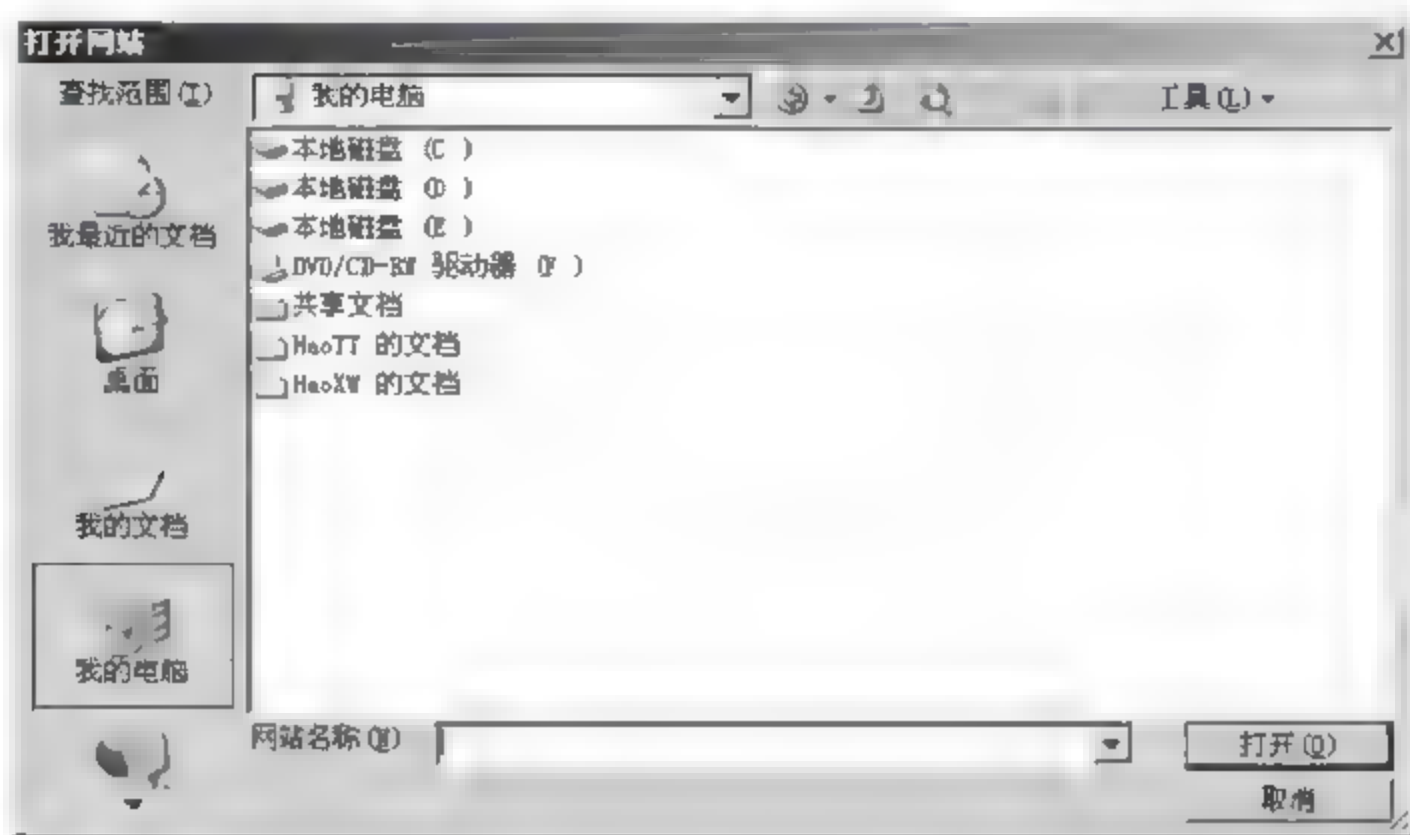 打开网站
查找范围(I)
我的电脑
工具(L)
本地磁盘 (C )
本地磁盘 (D )
本地磁盘 (E )
DVD/CD-RW 驱动器 (F )
共享文档
HaoTT 的文档
HaoXW 的文档
我最近的文档
桌面
我的文档
我的电脑
网站名称(N)
打开(O)
取消